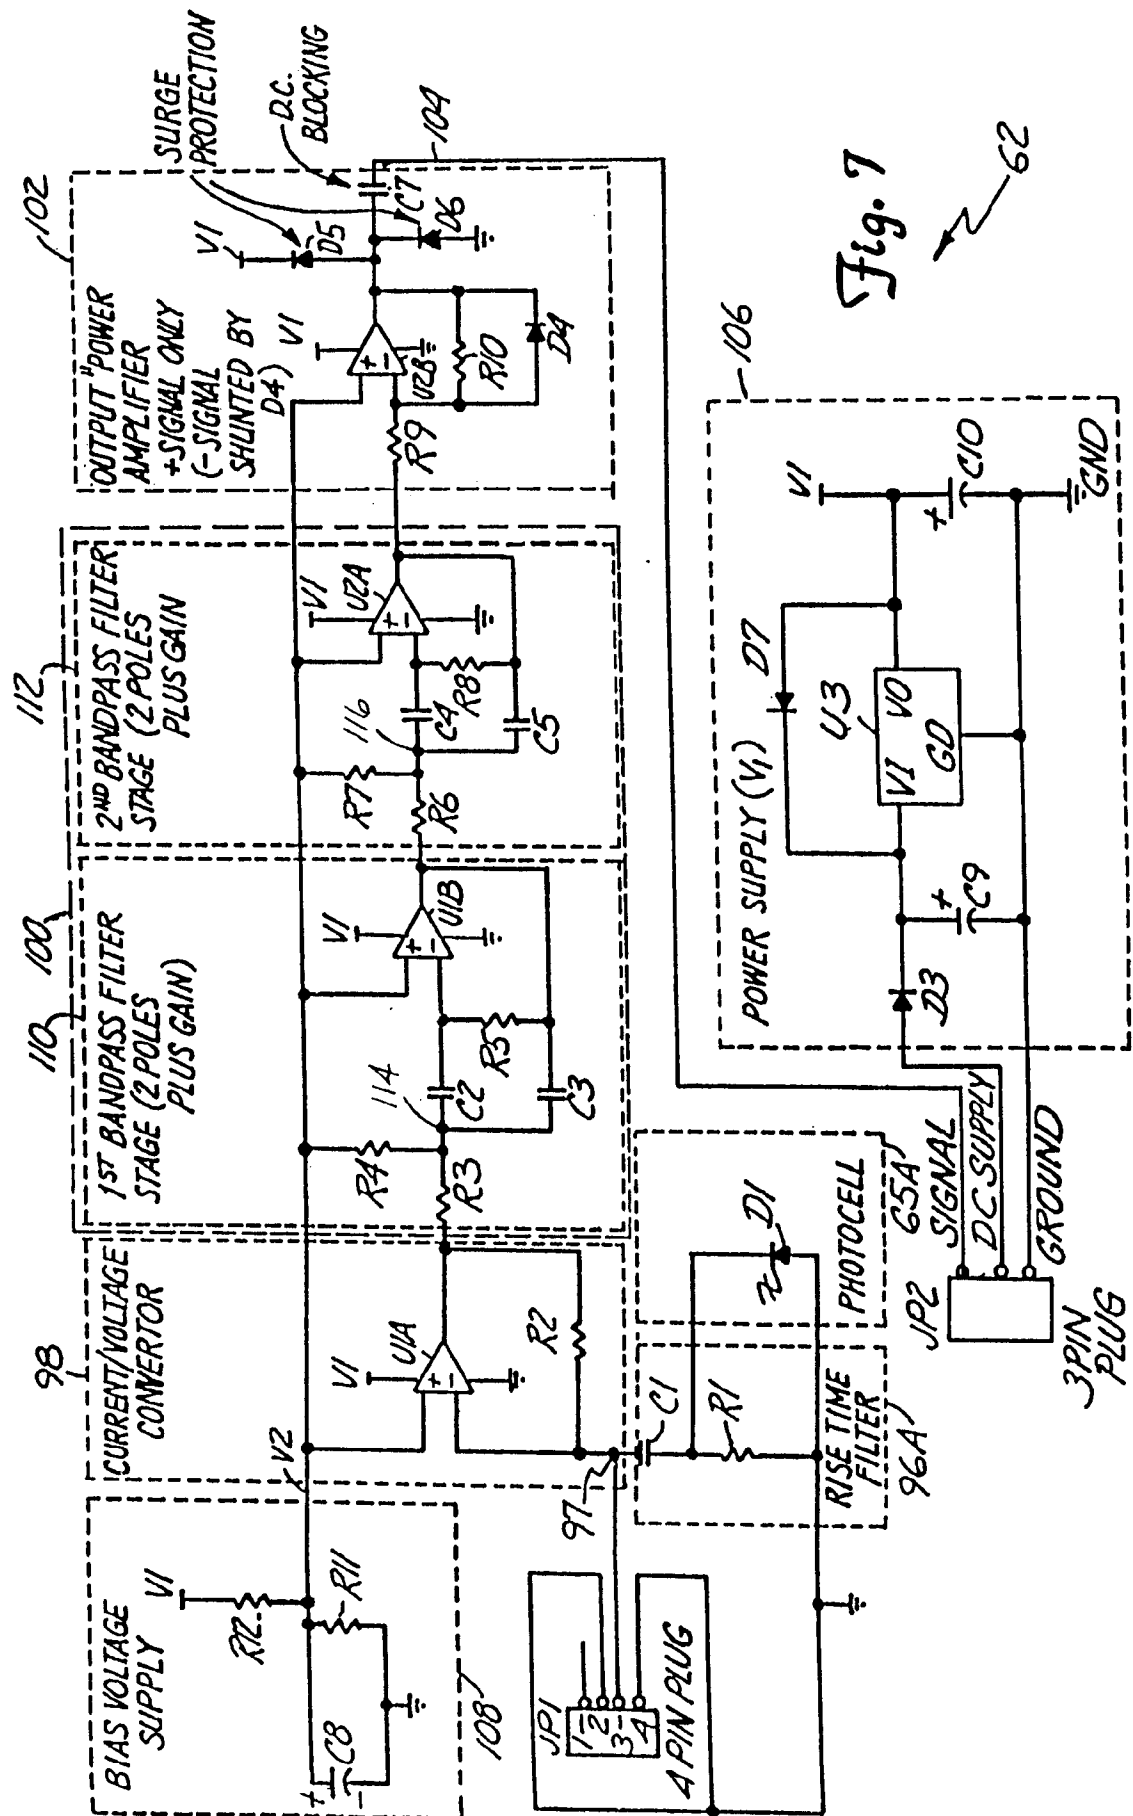 BIAS VOLTAGE
SUPPLY
V1
R12
R11
C8
+
-
108
98
CURRENT/VOLTAGE
CONVERTOR
V2
V1
U1A
+
-
R2
97
110
100
1ST BANDPASS FILTER
STAGE (2 POLES
PLUS GAIN)
R4
R3
114
C2
R5
C3
V1
U1B
+
-
112
2ND BANDPASS FILTER
STAGE (2 POLES
PLUS GAIN
R7
R6
116
C4
R8
C5
V1
U2A
+
-
102
OUTPUT "POWER
AMPLIFIER
+SIGNAL ONLY
(-SIGNAL
SHUNTED BY
D4)
V1
U2B
+
-
R9
R10
D4
V1
D5
D6
C7
SURGE
PROTECTION
D.C.
BLOCKING
104
JP1
1
2
3
4
4 PIN PLUG
C1
R1
RISE TIME
FILTER
96A
D1
PHOTOCELL
65A
JP2
3 PIN
PLUG
SIGNAL
DC SUPPLY
GROUND
POWER SUPPLY (V1)
106
D3
C9
+
D7
U3
VI
VO
GD
V1
C10
+
GND
Fig. 7
62